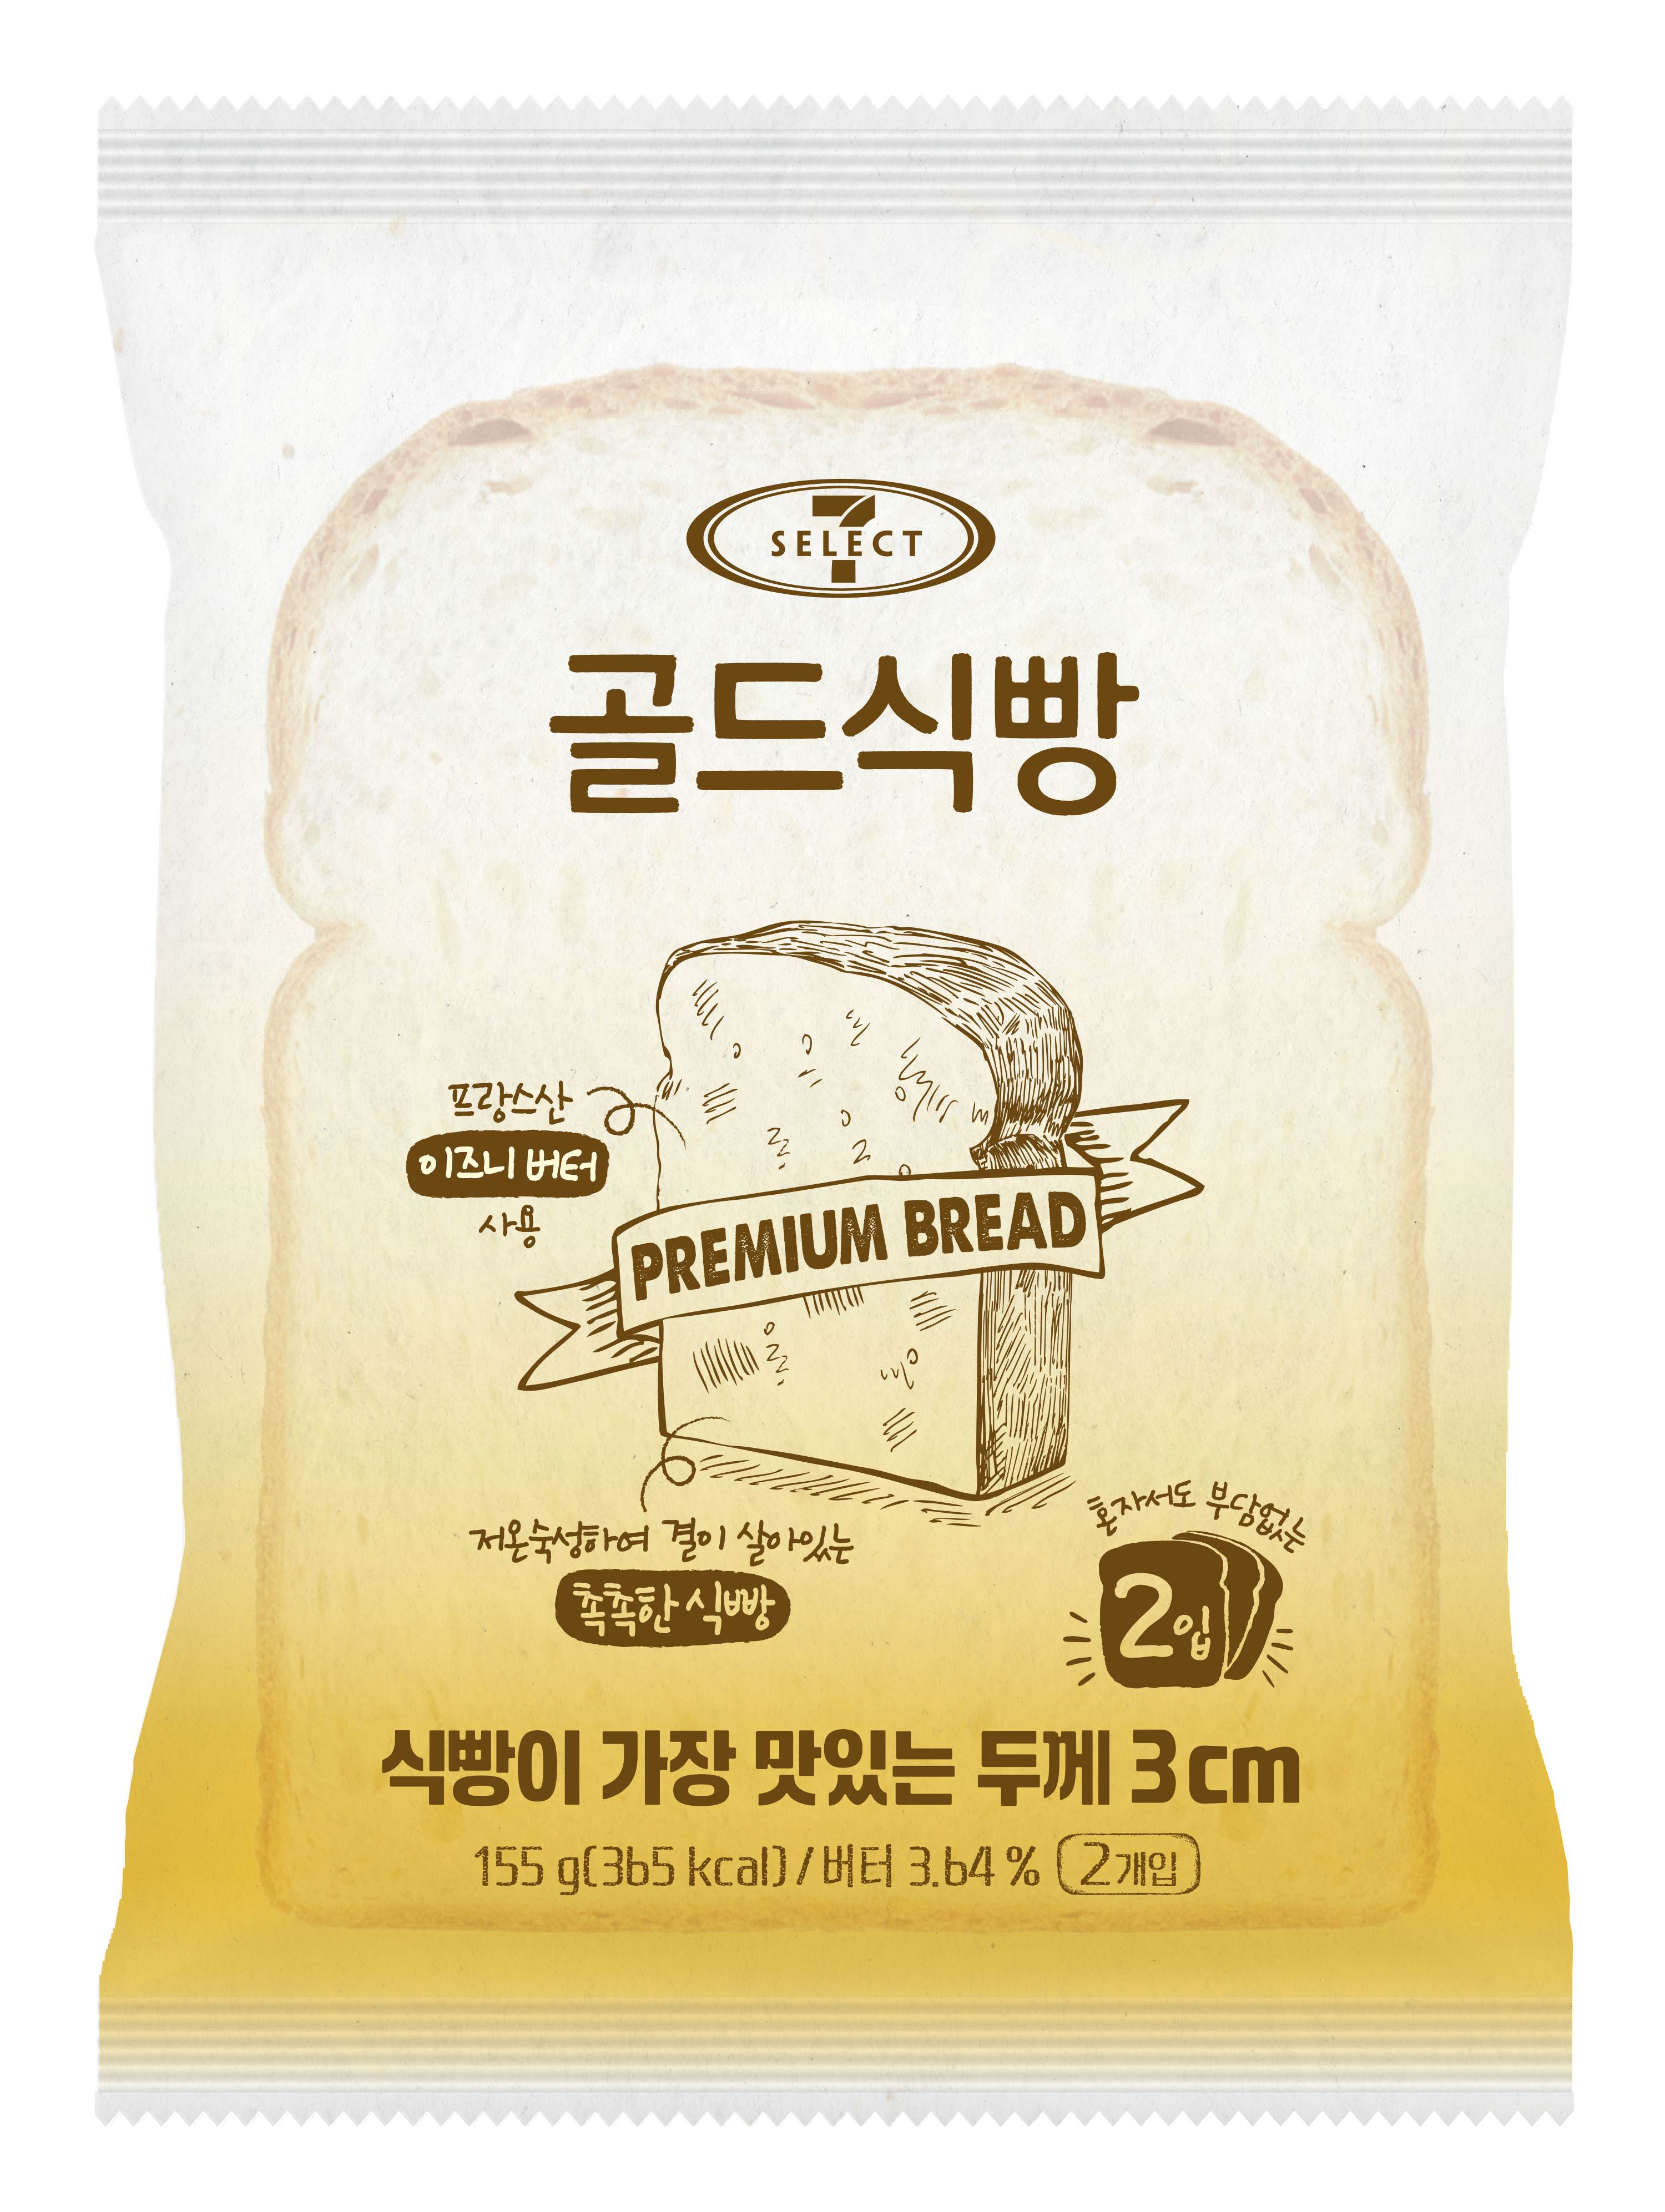 7
SELECT
골드식빵
프랑스산
이즈니 버터
사용
PREMIUM BREAD
저온숙성하여 결이 살아있는
촉촉한 식빵
혼자서도 부담없는
2입
식빵이 가장 맛있는 두께 3cm
155 g(365 kcal)/버터 3.64 % 2개입